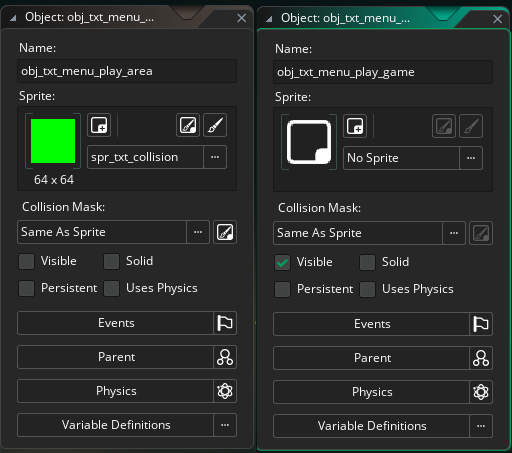 Object: obj_txt_menu_...
Name:
obj_txt_menu_play_area
Sprite:
spr_txt_collision
...
64 x 64
Collision Mask:
Same As Sprite
...
Visible
Solid
Persistent
Uses Physics
Events
Parent
Physics
Variable Definitions
...
Object: obj_txt_menu_...
Name:
obj_txt_menu_play_game
Sprite:
No Sprite
...
Collision Mask:
Same As Sprite
...
Visible
Solid
Persistent
Uses Physics
Events
Parent
Physics
Variable Definitions
...